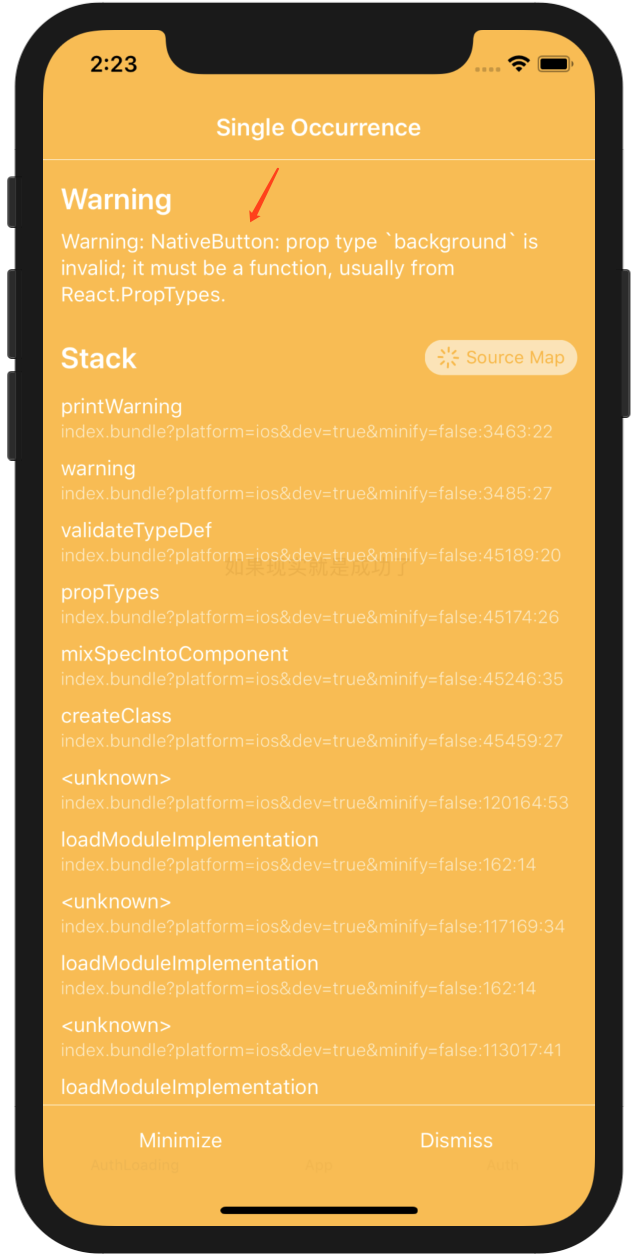 2:23
Single Occurrence
Warning
Warning: NativeButton: prop type `background` is
invalid; it must be a function, usually from
React.PropTypes.
Stack
Source Map
printWarning
index.bundle?platform=ios&dev=true&minify=false:3463:22
warning
index.bundle?platform=ios&dev=true&minify=false:3485:27
validateTypeDef
index.bundle?platform=ios&dev=true&minify=false:45189:20
如果现实就是成功了
propTypes
index.bundle?platform=ios&dev=true&minify=false:45174:26
mixSpecIntoComponent
index.bundle?platform=ios&dev=true&minify=false:45246:35
createClass
index.bundle?platform=ios&dev=true&minify=false:45459:27
<unknown>
index.bundle?platform=ios&dev=true&minify=false:120164:53
loadModuleImplementation
index.bundle?platform=ios&dev=true&minify=false:162:14
<unknown>
index.bundle?platform=ios&dev=true&minify=false:117169:34
loadModuleImplementation
index.bundle?platform=ios&dev=true&minify=false:162:14
<unknown>
index.bundle?platform=ios&dev=true&minify=false:113017:41
loadModuleImplementation
Minimize Dismiss
AuthLoading App Auth